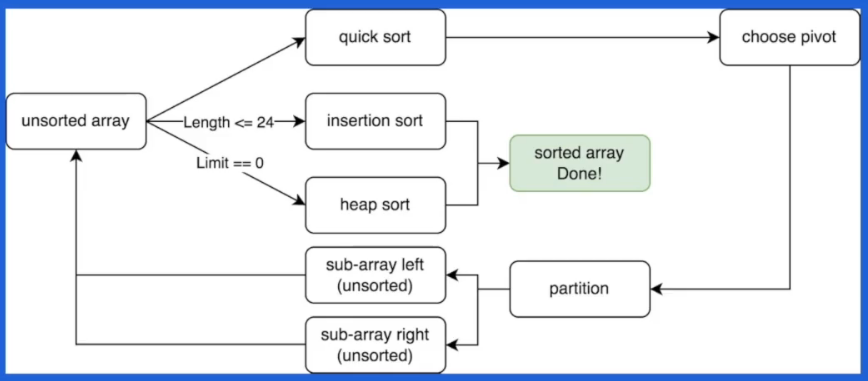 quick sort
choose pivot
unsorted array
Length <= 24
insertion sort
Limit == 0
sorted array
Done!
heap sort
sub-array left
(unsorted)
partition
sub-array right
(unsorted)